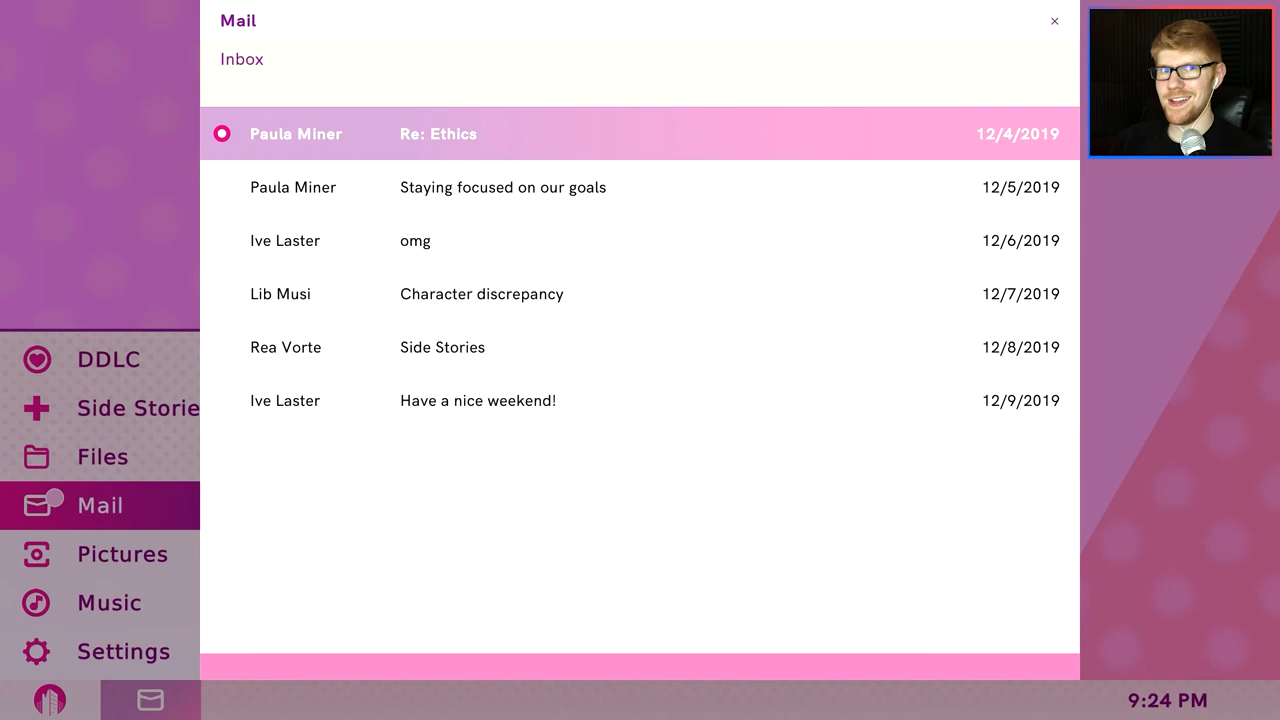 Mail
×
Inbox
Paula Miner Re: Ethics 12/4/2019
Paula Miner Staying focused on our goals 12/5/2019
Ive Laster omg 12/6/2019
Lib Musi Character discrepancy 12/7/2019
Rea Vorte Side Stories 12/8/2019
Ive Laster Have a nice weekend! 12/9/2019
DDLC
Side Storie
Files
Mail
Pictures
Music
Settings
9:24 PM